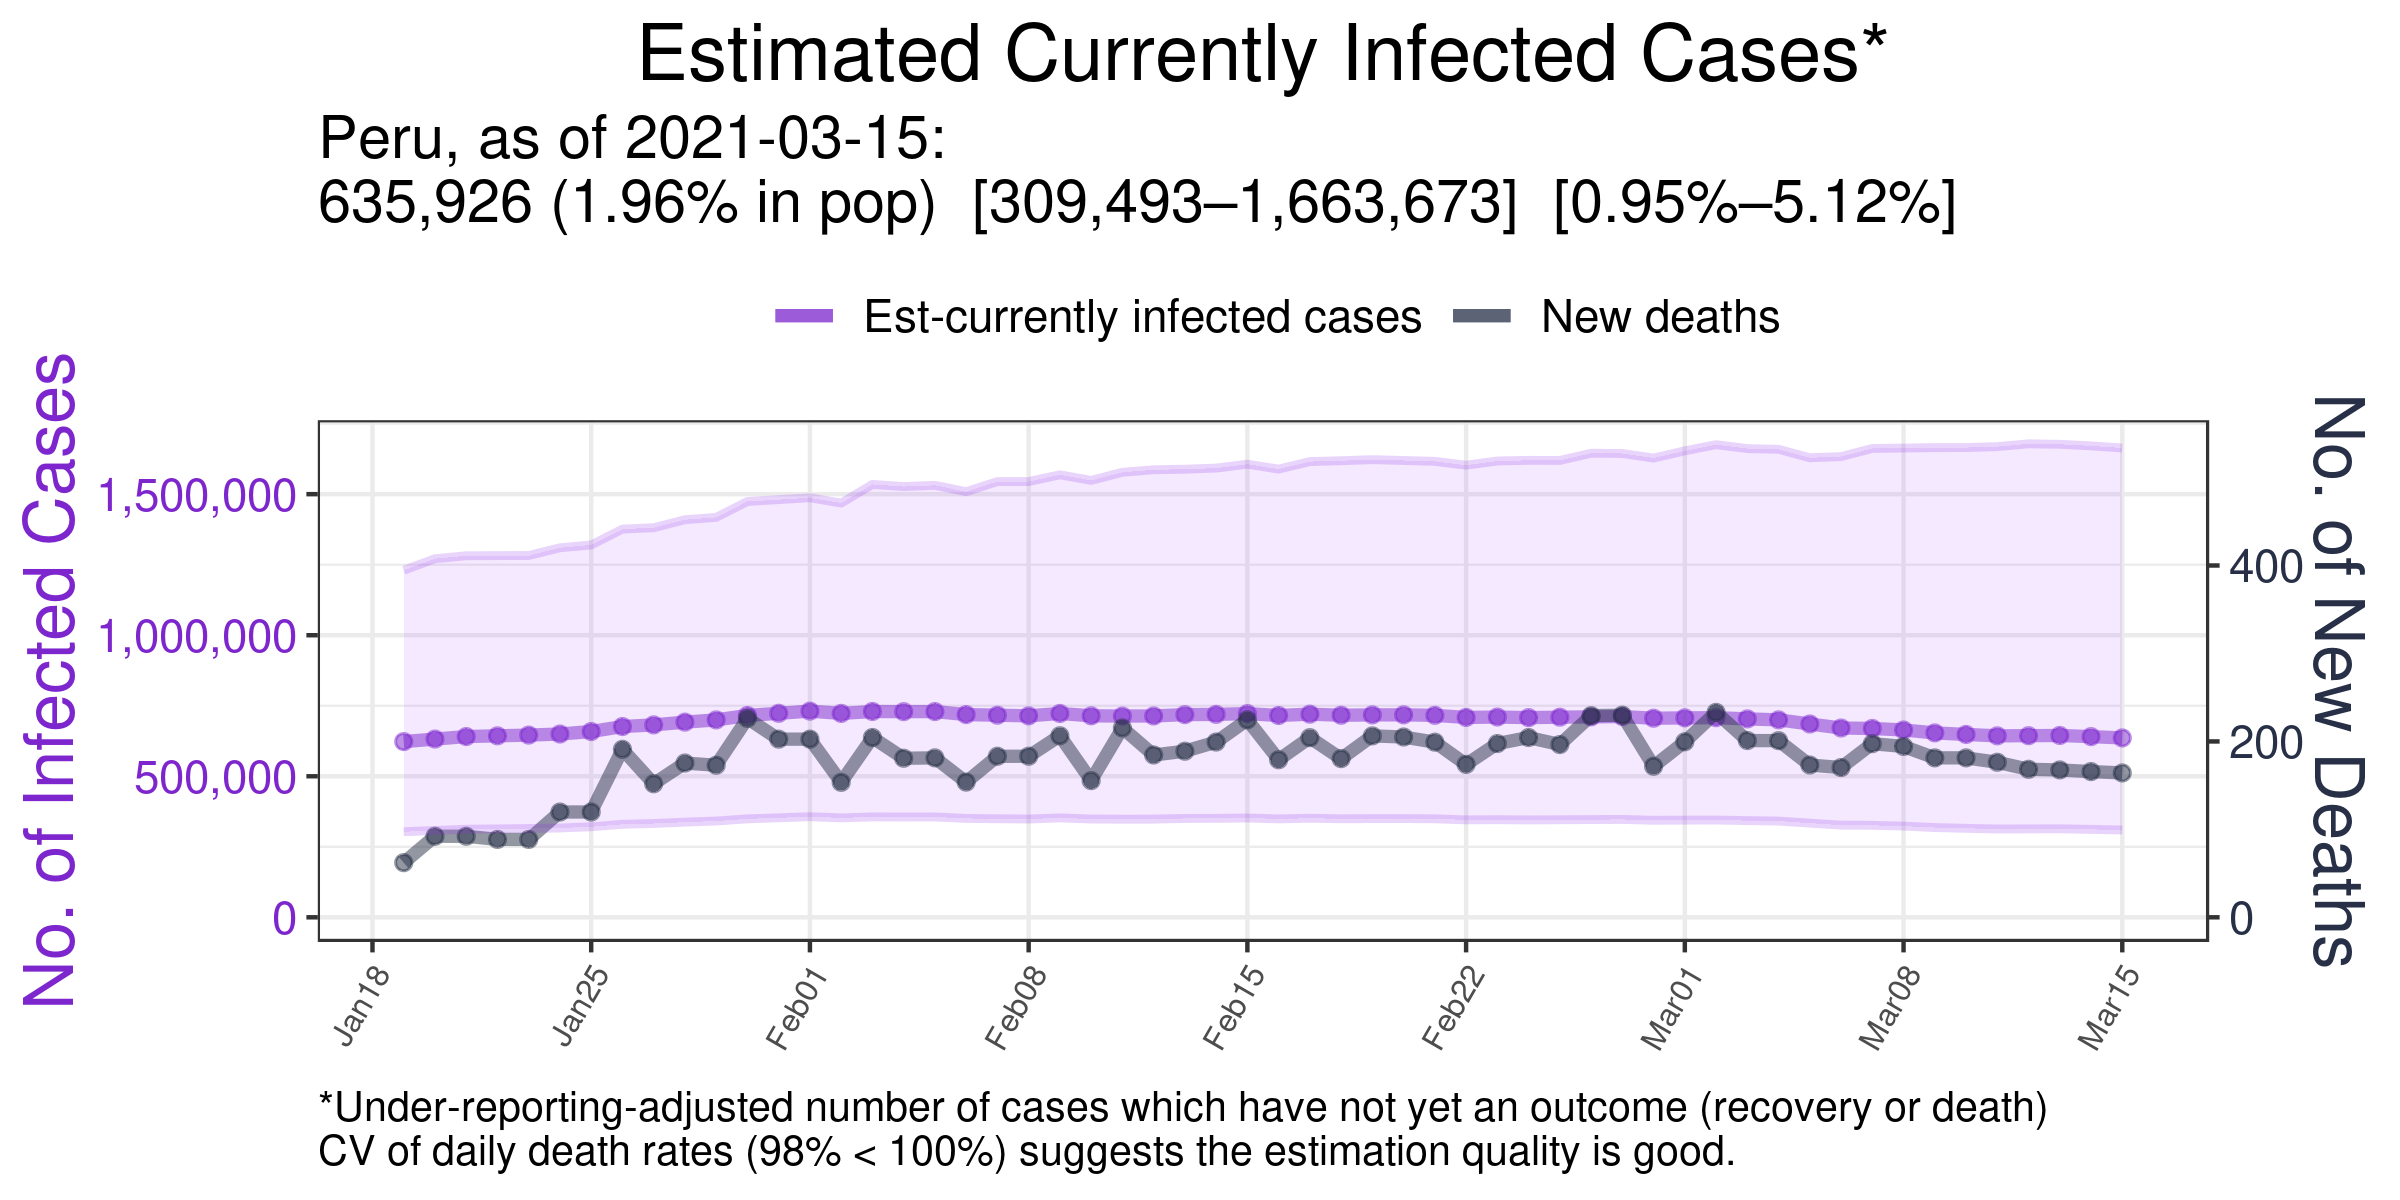 Estimated Currently Infected Cases*
Peru, as of 2021-03-15:
635,926 (1.96% in pop) [309,493–1,663,673] [0.95%–5.12%]
Est-currently infected cases
New deaths
No. of Infected Cases
1,500,000
1,000,000
500,000
0
No. of New Deaths
400
200
0
Jan18
Jan25
Feb01
Feb08
Feb15
Feb22
Mar01
Mar08
Mar15
*Under-reporting-adjusted number of cases which have not yet an outcome (recovery or death)
CV of daily death rates (98% < 100%) suggests the estimation quality is good.